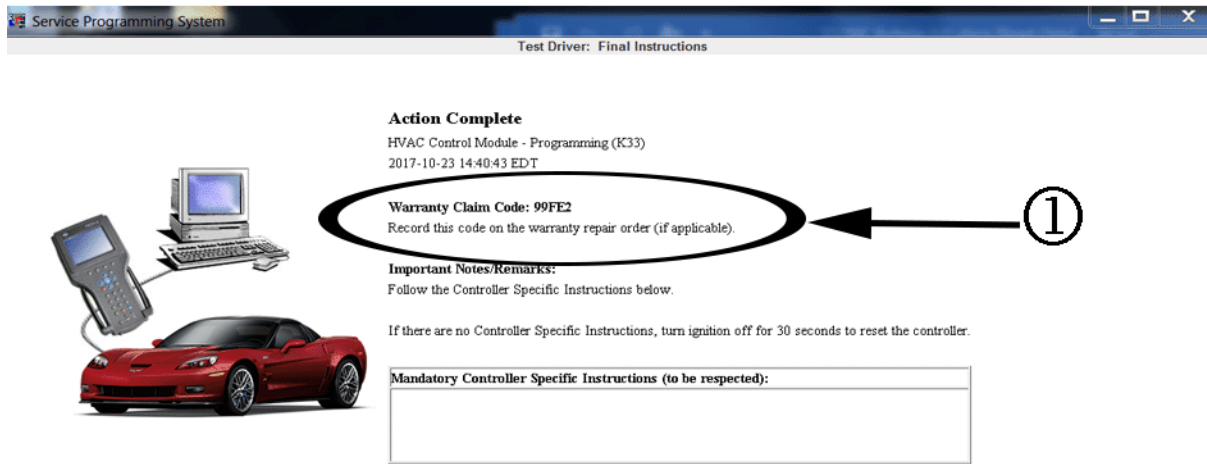 Service Programming System
Test Driver: Final Instructions
Action Complete
HVAC Control Module - Programming (K33)
2017-10-23 14:40:43 EDT
Warranty Claim Code: 99FE2
Record this code on the warranty repair order (if applicable).
①
Important Notes/Remarks:
Follow the Controller Specific Instructions below.
If there are no Controller Specific Instructions, turn ignition off for 30 seconds to reset the controller.
Mandatory Controller Specific Instructions (to be respected):